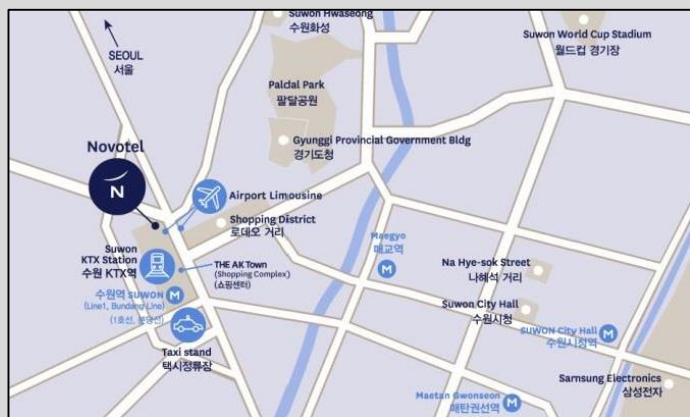 Suwon Hwaseong
수원화성
Suwon World Cup Stadium
월드컵 경기장
SEOUL
서울
Paldal Park
팔달공원
Gyunggi Provincial Government Bldg
경기도청
Novotel
N
Airport Limousine
Shopping District
로데오 거리
Suwon
KTX Station
수원 KTX역
THE AK Town
(Shopping Complex)
(쇼핑센터)
Maegyo
매교역
M
Na Hye-sok Street
나혜석 거리
수원역 SUWON
M
(Line1, Bundang Line)
(1호선, 분당선)
Suwon City Hall
수원시청
SUWON City Hall
수원시청역
M
Taxi stand
택시정류장
Samsung Electronics
삼성전자
Maetan Gwonseon
매탄권선역
M